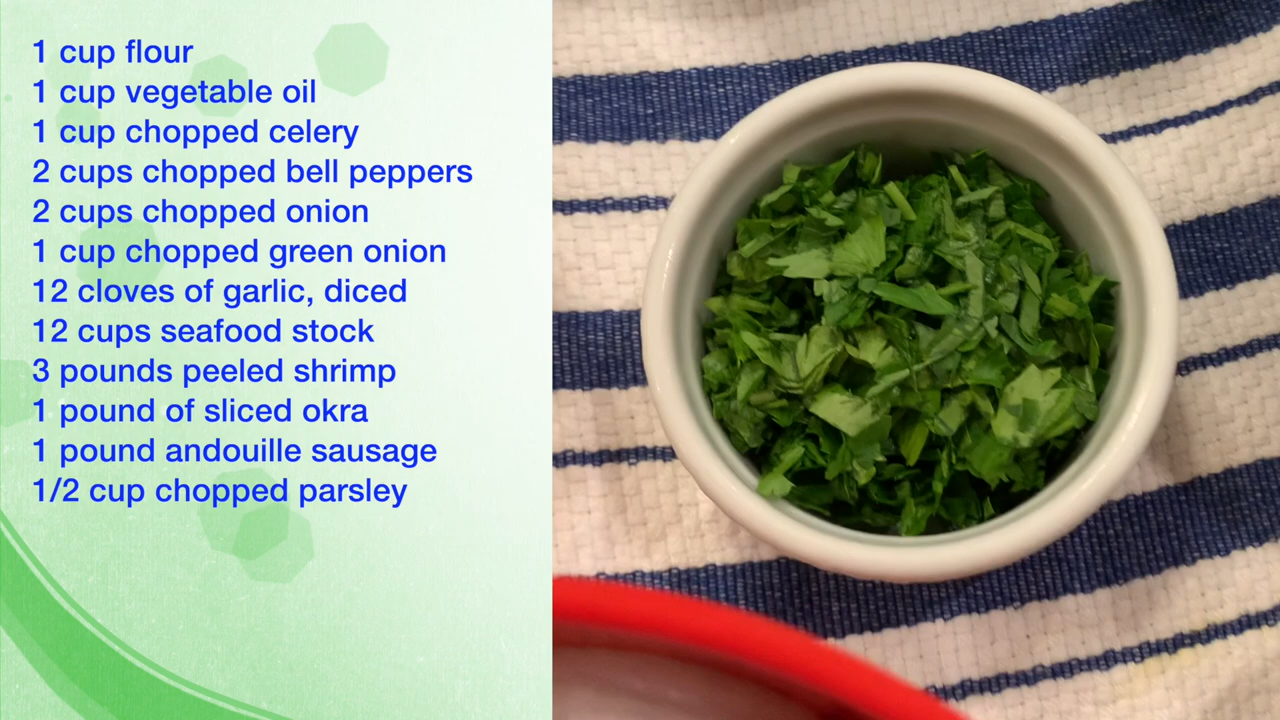 1 cup flour
1 cup vegetable oil
1 cup chopped celery
2 cups chopped bell peppers
2 cups chopped onion
1 cup chopped green onion
12 cloves of garlic, diced
12 cups seafood stock
3 pounds peeled shrimp
1 pound of sliced okra
1 pound andouille sausage
1/2 cup chopped parsley